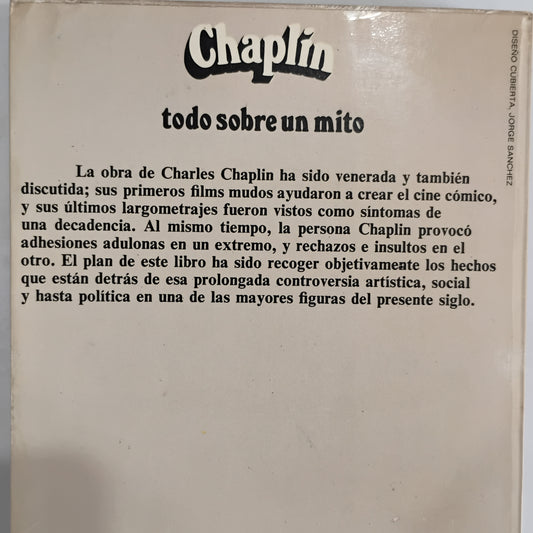 Chaplin
todo sobre un mito
La obra de Charles Chaplin ha sido venerada y también
discutida; sus primeros films mudos ayudaron a crear el cine cómico,
y sus últimos largometrajes fueron vistos como síntomas de
una decadencia. Al mismo tiempo, la persona Chaplin provocó
adhesiones adulonas en un extremo, y rechazos e insultos en el
otro. El plan de este libro ha sido recoger objetivamente los hechos
que están detrás de esa prolongada controversia artística, social
y hasta política en una de las mayores figuras del presente siglo.
DISEÑO CUBIERTA, JORGE SANCHEZ